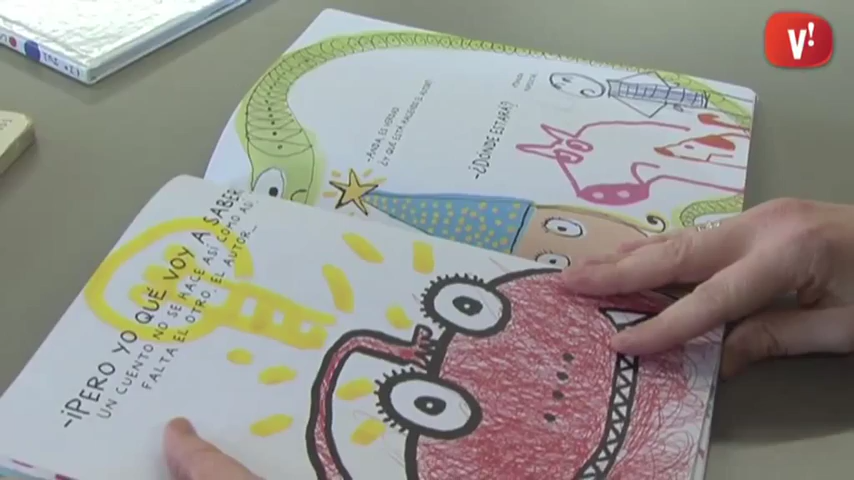 -¡PERO YO QUÉ VOY A SABER
UN CUENTO NO SE HACE ASÍ COMO ASÍ
FALTA EL OTRO, EL AUTOR_
-ANDA, ES VERDAD
¿Y QUÉ ESTÁ HACIENDO EL AUTOR?
-¿DÓNDE ESTARÁ?
V!